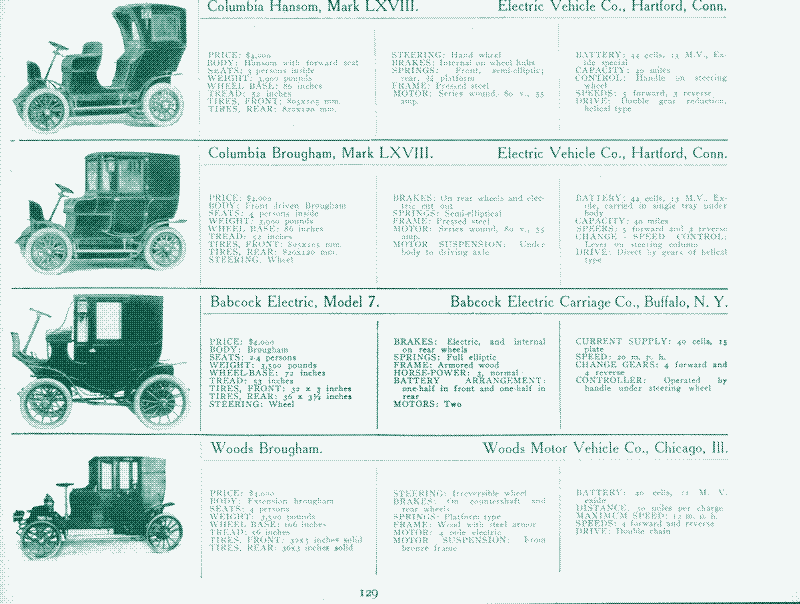 Columbia Hansom, Mark LXVIII. Electric Vehicle Co., Hartford, Conn.
PRICE: $4,000
BODY: Hansom with forward seat
SEATS: 3 persons inside
WEIGHT: 3,900 pounds
WHEEL BASE: 86 inches
TREAD: 52 inches
TIRES, FRONT: 805x105 mm.
TIRES, REAR: 820x120 mm.
STEERING: Hand wheel
BRAKES: Internal on wheel hubs
SPRINGS: Front, semi-elliptic;
rear, ¾ platform
FRAME: Pressed steel
MOTOR: Series wound, 80 v., 35
amp.
BATTERY: 44 cells, 13 M.V., Ex-
ide special
CAPACITY: 40 miles
CONTROL: Handle on steering
wheel
SPEEDS: 5 forward, 3 reverse
DRIVE: Double gear reduction,
helical type
Columbia Brougham, Mark LXVIII. Electric Vehicle Co., Hartford, Conn.
PRICE: $4,000
BODY: Front driven Brougham
SEATS: 4 persons inside
WEIGHT: 3,900 pounds
WHEEL BASE: 86 inches
TREAD: 52 inches
TIRES, FRONT: 805x105 mm.
TIRES, REAR: 820x120 mm.
STEERING, Wheel
BRAKES: On rear wheels and elec-
tric cut out
SPRINGS: Semi-elliptical
FRAME: Pressed steel
MOTOR: Series wound, 80 v., 35
amp.
MOTOR SUSPENSION: Under
body to driving axle
BATTERY: 44 cells, 13 M.V., Ex-
ide, carried in single tray under
body
CAPACITY: 40 miles
SPEEDS: 5 forward and 3 reverse
CHANGE - SPEED CONTROL:
Lever on steering column
DRIVE: Direct by gears of helical
type
Babcock Electric, Model 7. Babcock Electric Carriage Co., Buffalo, N. Y.
PRICE: $4,000
BODY: Brougham
SEATS: 2-4 persons
WEIGHT: 3,500 pounds
WHEEL-BASE: 72 inches
TREAD: 53 inches
TIRES, FRONT: 32 x 3 inches
TIRES, REAR: 36 x 3½ inches
STEERING: Wheel
BRAKES: Electric, and internal
on rear wheels
SPRINGS: Full elliptic
FRAME: Armored wood
HORSE-POWER: 3, normal
BATTERY ARRANGEMENT:
one-half in front and one-half in
rear
MOTORS: Two
CURRENT SUPPLY: 40 cells, 15
plate
SPEED: 20 m. p. h.
CHANGE GEARS: 4 forward and
4 reverse
CONTROLLER: Operated by
handle under steering wheel
Woods Brougham. Woods Motor Vehicle Co., Chicago, Ill.
PRICE: $4,000
BODY: Extension brougham
SEATS: 4 persons
WEIGHT: pounds
WHEEL BASE: 106 inches
TREAD: 56 inches
TIRES, FRONT: 32x3 inches solid
TIRES, REAR: 36x3 inches solid
STEERING: Irreversible wheel
BRAKES: On countershaft and
rear wheels
SPRINGS: Platform type
FRAME: Wood with steel armor
MOTOR: 4 pole electric
MOTOR SUSPENSION: From
bronze frame
BATTERY: 40 cells, 11 M. V.
exide
DISTANCE: 50 miles per charge
MAXIMUM SPEED: 12 m. p. h.
SPEEDS: 4 forward and reverse
DRIVE: Double chain
129